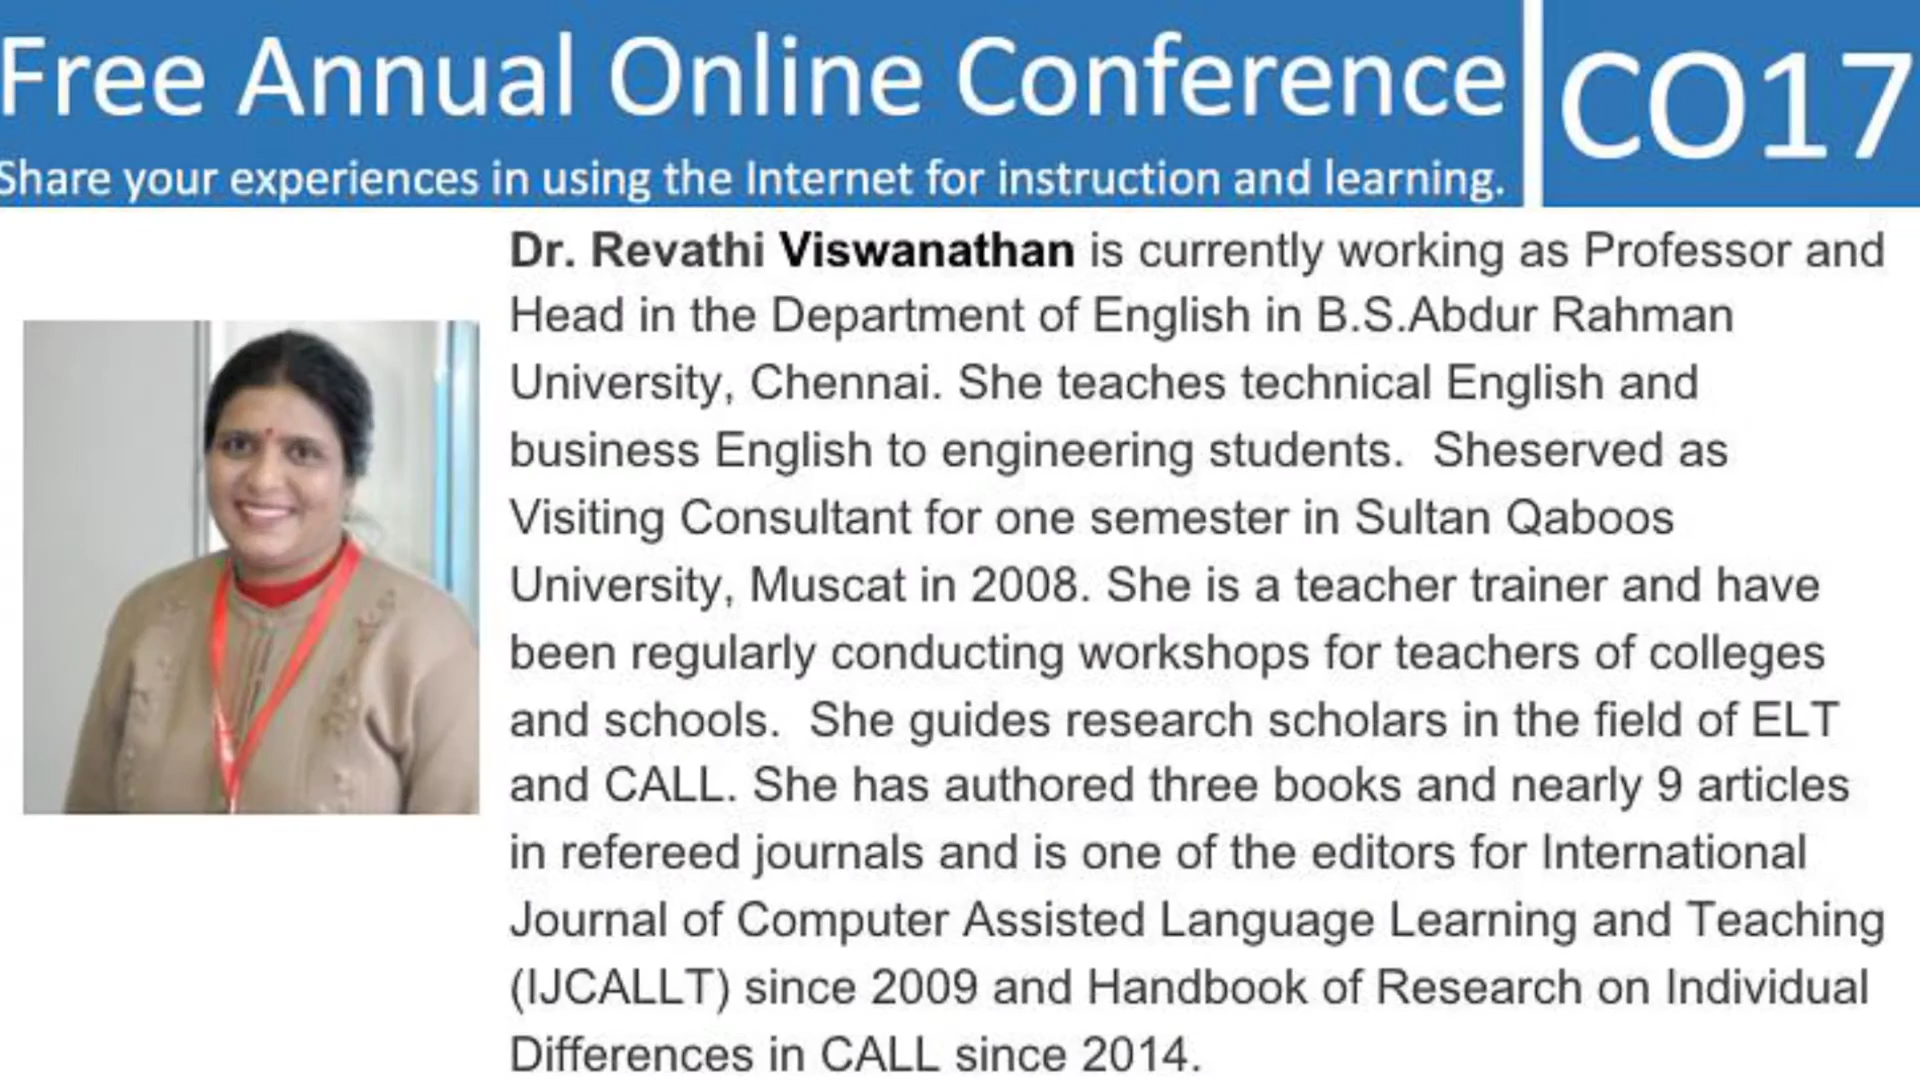 Free Annual Online Conference
CO17
Share your experiences in using the Internet for instruction and learning.
Dr. Revathi Viswanathan is currently working as Professor and
Head in the Department of English in B.S.Abdur Rahman
University, Chennai. She teaches technical English and
business English to engineering students.  Sheserved as
Visiting Consultant for one semester in Sultan Qaboos
University, Muscat in 2008. She is a teacher trainer and have
been regularly conducting workshops for teachers of colleges
and schools.  She guides research scholars in the field of ELT
and CALL. She has authored three books and nearly 9 articles
in refereed journals and is one of the editors for International
Journal of Computer Assisted Language Learning and Teaching
(IJCALLT) since 2009 and Handbook of Research on Individual
Differences in CALL since 2014.